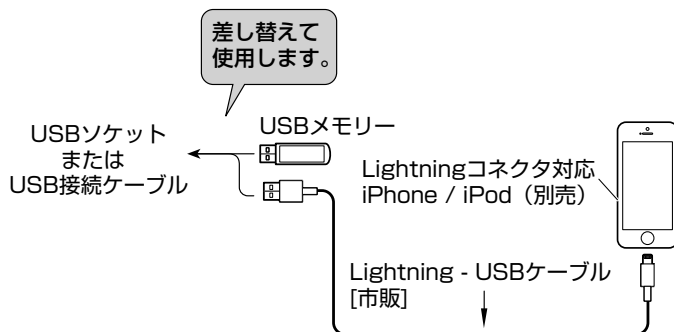 差し替えて
使用します。
USBソケット
または
USB接続ケーブル
USBメモリー
Lightningコネクタ対応
iPhone / iPod（別売）
Lightning - USBケーブル
[市販]